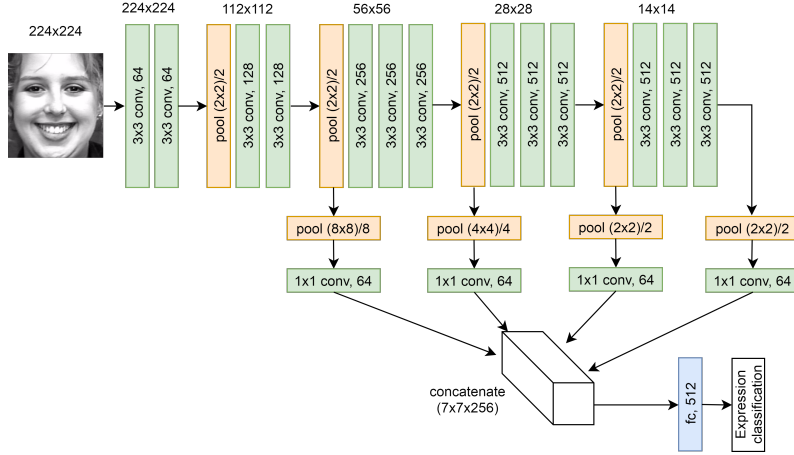 224x224
112x112
56x56
28x28
14x14
224x224
3x3 conv, 64
3x3 conv, 64
pool (2x2)/2
3x3 conv, 128
3x3 conv, 128
pool (2x2)/2
3x3 conv, 256
3x3 conv, 256
3x3 conv, 256
pool (2x2)/2
3x3 conv, 512
3x3 conv, 512
3x3 conv, 512
pool (2x2)/2
3x3 conv, 512
3x3 conv, 512
3x3 conv, 512
pool (8x8)/8
pool (4x4)/4
pool (2x2)/2
pool (2x2)/2
1x1 conv, 64
1x1 conv, 64
1x1 conv, 64
1x1 conv, 64
concatenate
(7x7x256)
fc, 512
Expression
classification